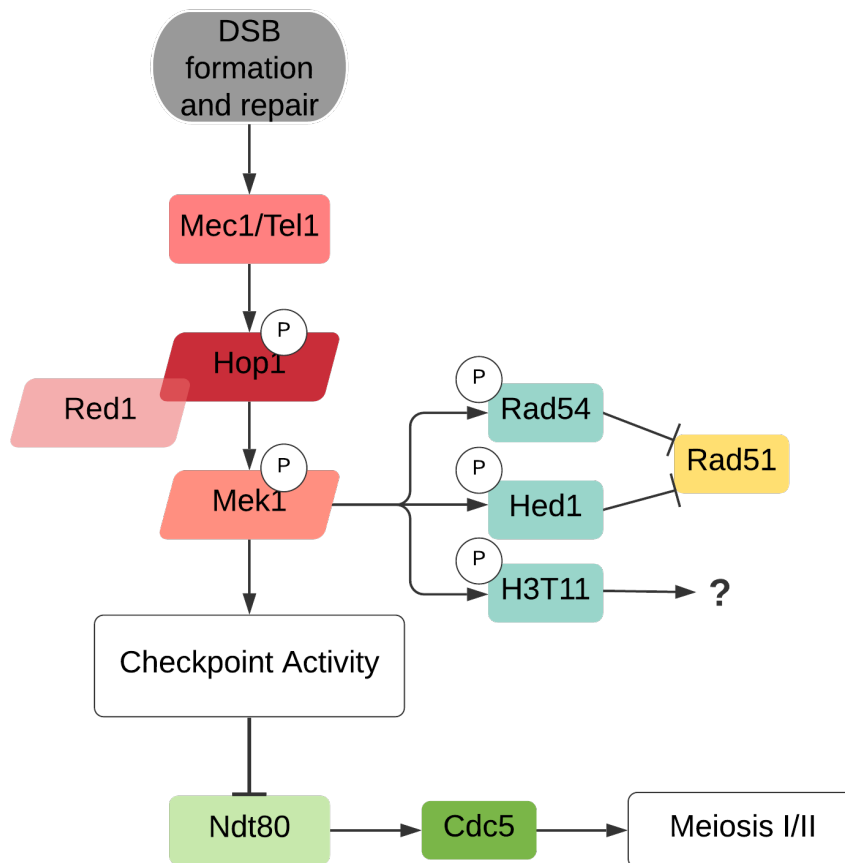 DSB
formation
and repair
Mec1/Tel1
P
Hop1
Red1
P
Mek1
P
Rad54
P
Hed1
P
H3T11
Rad51
?
Checkpoint Activity
Ndt80
Cdc5
Meiosis I/II